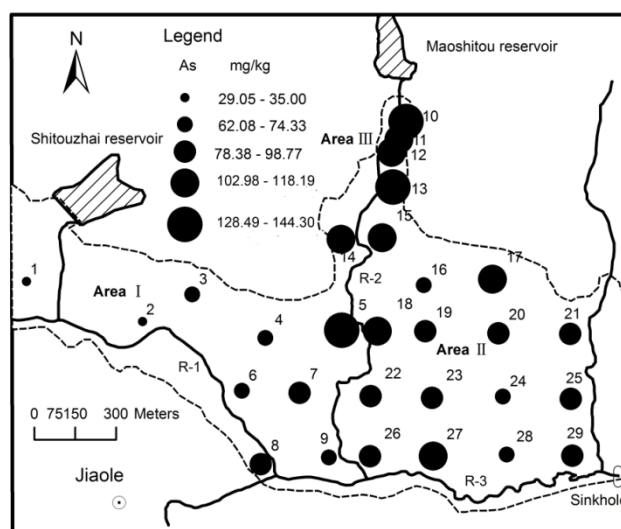 N
Legend
As mg/kg
29.05 - 35.00
62.08 - 74.33
78.38 - 98.77
102.98 - 118.19
128.49 - 144.30
Maoshitou reservoir
Shitouzhai reservoir
Area III
10
11
12
13
14
15
R-2
16
17
1
Area I
2
3
4
5
18
19
20
21
Area II
R-1
6
7
22
23
24
25
0 75150 300 Meters
8
9
26
27
28
29
R-3
Jiaole
Sinkhole